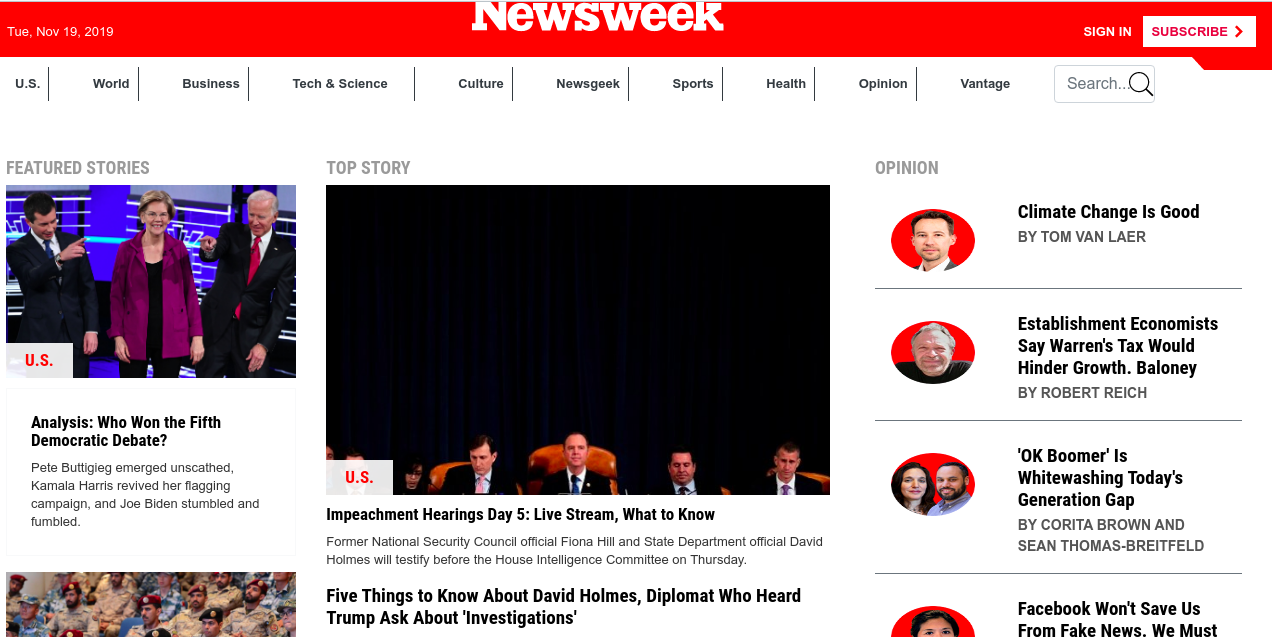 Newsweek
Tue, Nov 19, 2019
SIGN IN
SUBSCRIBE
U.S.
World
Business
Tech & Science
Culture
Newsgeek
Sports
Health
Opinion
Vantage
Search...
FEATURED STORIES
U.S.
Analysis: Who Won the Fifth
Democratic Debate?
Pete Buttigieg emerged unscathed,
Kamala Harris revived her flagging
campaign, and Joe Biden stumbled and
fumbled.
TOP STORY
U.S.
Impeachment Hearings Day 5: Live Stream, What to Know
Former National Security Council official Fiona Hill and State Department official David
Holmes will testify before the House Intelligence Committee on Thursday.
Five Things to Know About David Holmes, Diplomat Who Heard
Trump Ask About 'Investigations'
OPINION
Climate Change Is Good
BY TOM VAN LAER
Establishment Economists
Say Warren's Tax Would
Hinder Growth. Baloney
BY ROBERT REICH
'OK Boomer' Is
Whitewashing Today's
Generation Gap
BY CORITA BROWN AND
SEAN THOMAS-BREITFELD
Facebook Won't Save Us
From Fake News. We Must